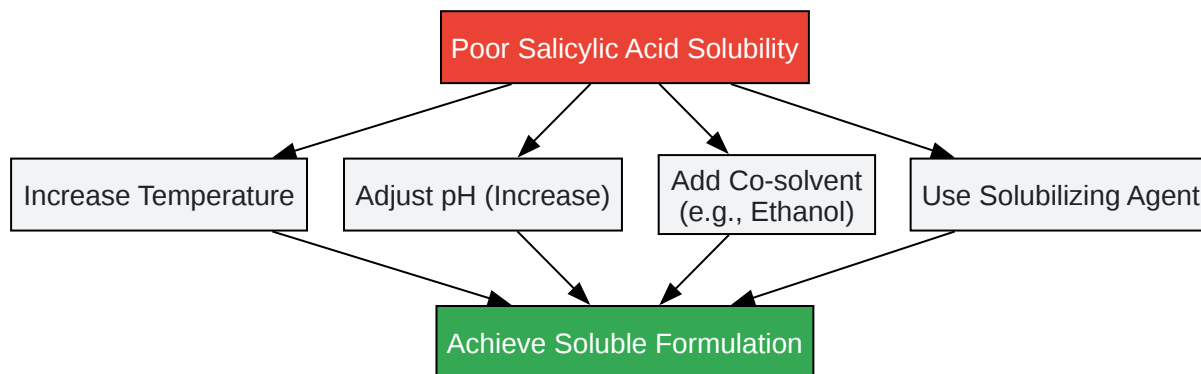 Poor Salicylic Acid Solubility
Increase Temperature
Adjust pH (Increase)
Add Co-solvent
(e.g., Ethanol)
Use Solubilizing Agent
Achieve Soluble Formulation